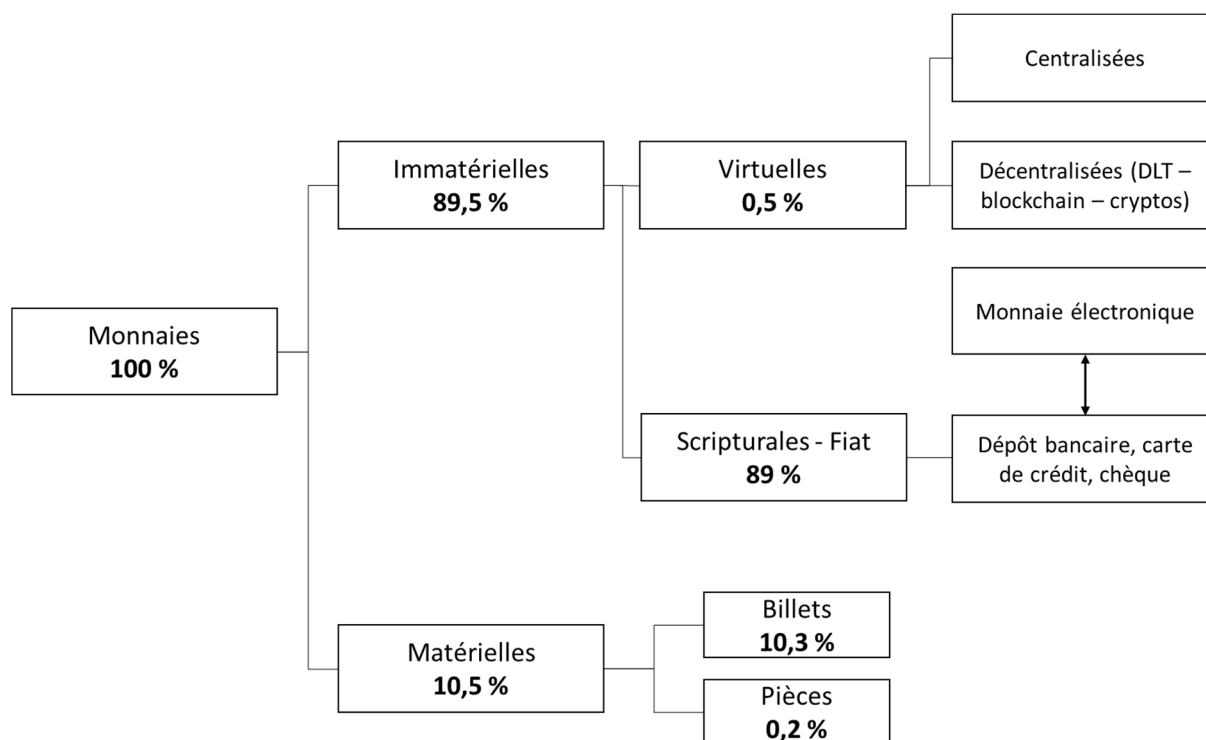 Centralisées
Immatérielles
89,5 %
Virtuelles
0,5 %
Décentralisées (DLT –
blockchain – cryptos)
Monnaies
100 %
Monnaie électronique
Scripturales - Fiat
89 %
Dépôt bancaire, carte
de crédit, chèque
Matérielles
10,5 %
Billets
10,3 %
Pièces
0,2 %